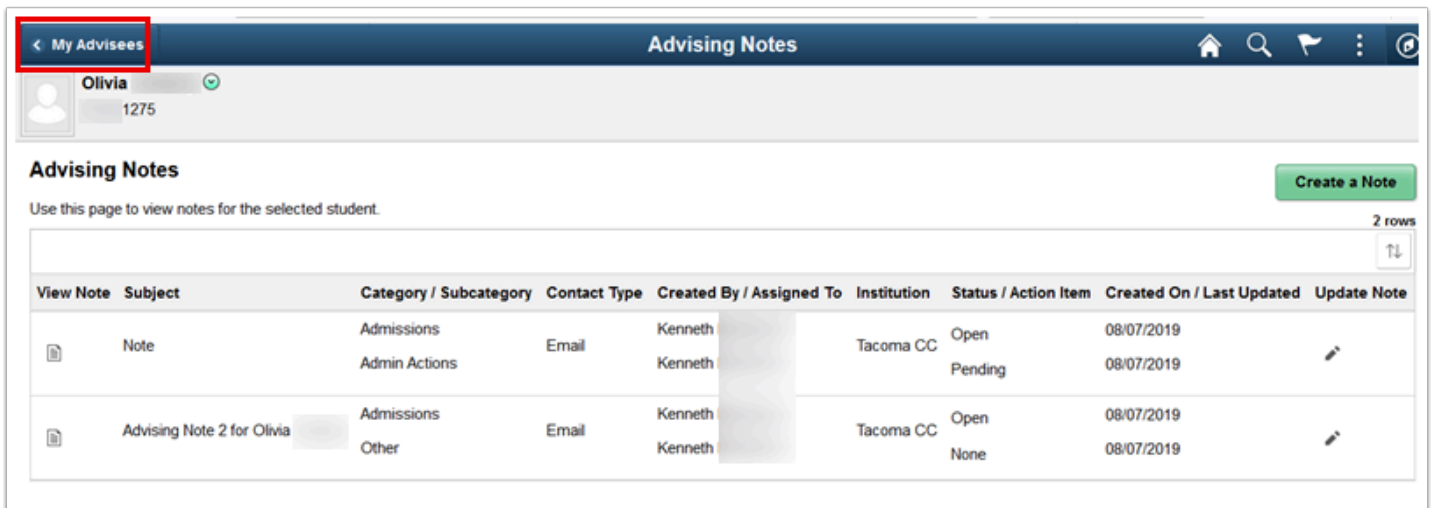 My Advisees Advising Notes
Olivia
1275
Advising Notes
Create a Note
Use this page to view notes for the selected student.
2 rows
View Note Subject Category / Subcategory Contact Type Created By / Assigned To Institution Status / Action Item Created On / Last Updated Update Note
Note Admissions Email Kenneth Tacoma CC Open 08/07/2019
Admin Actions Kenneth Pending 08/07/2019
Advising Note 2 for Olivia Admissions Email Kenneth Tacoma CC Open 08/07/2019
Other Kenneth None 08/07/2019